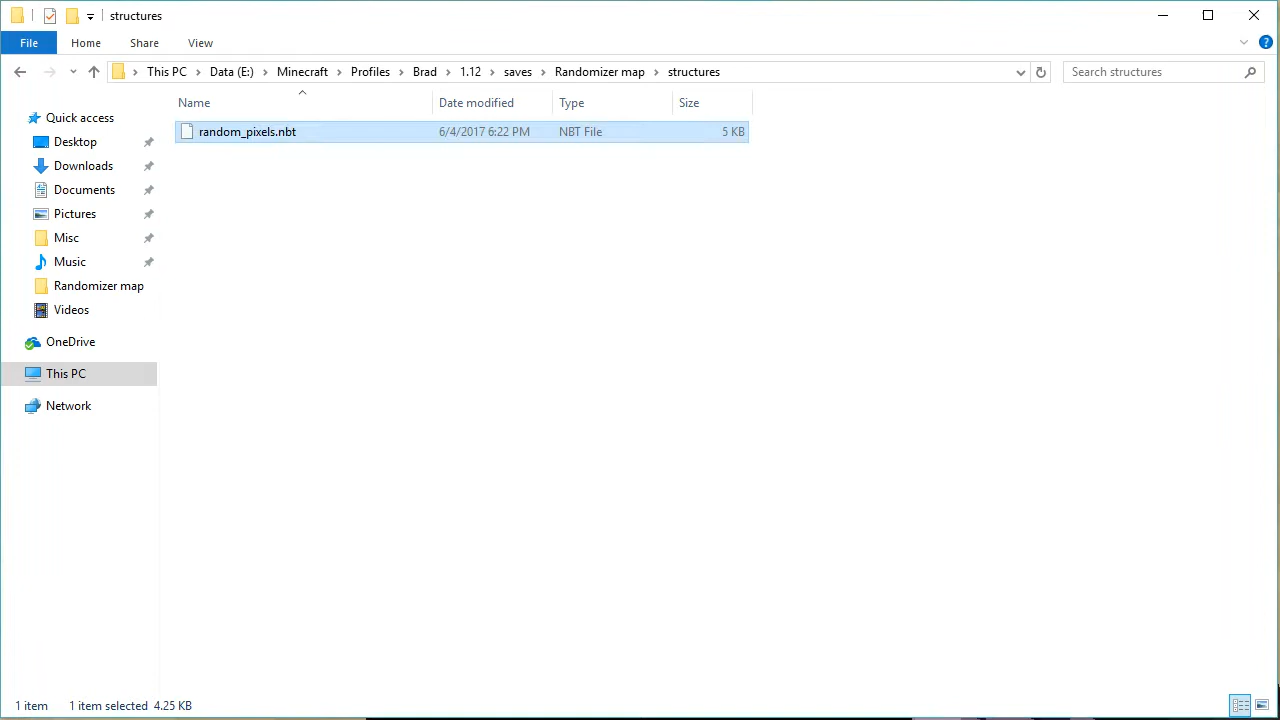 structures
File Home Share View
This PC Data (E:) Minecraft Profiles Brad 1.12 saves Randomizer map structures
Search structures
Name Date modified Type Size
random_pixels.nbt 6/4/2017 6:22 PM NBT File 5 KB
Quick access
Desktop
Downloads
Documents
Pictures
Misc
Music
Randomizer map
Videos
OneDrive
This PC
Network
1 item 1 item selected 4.25 KB